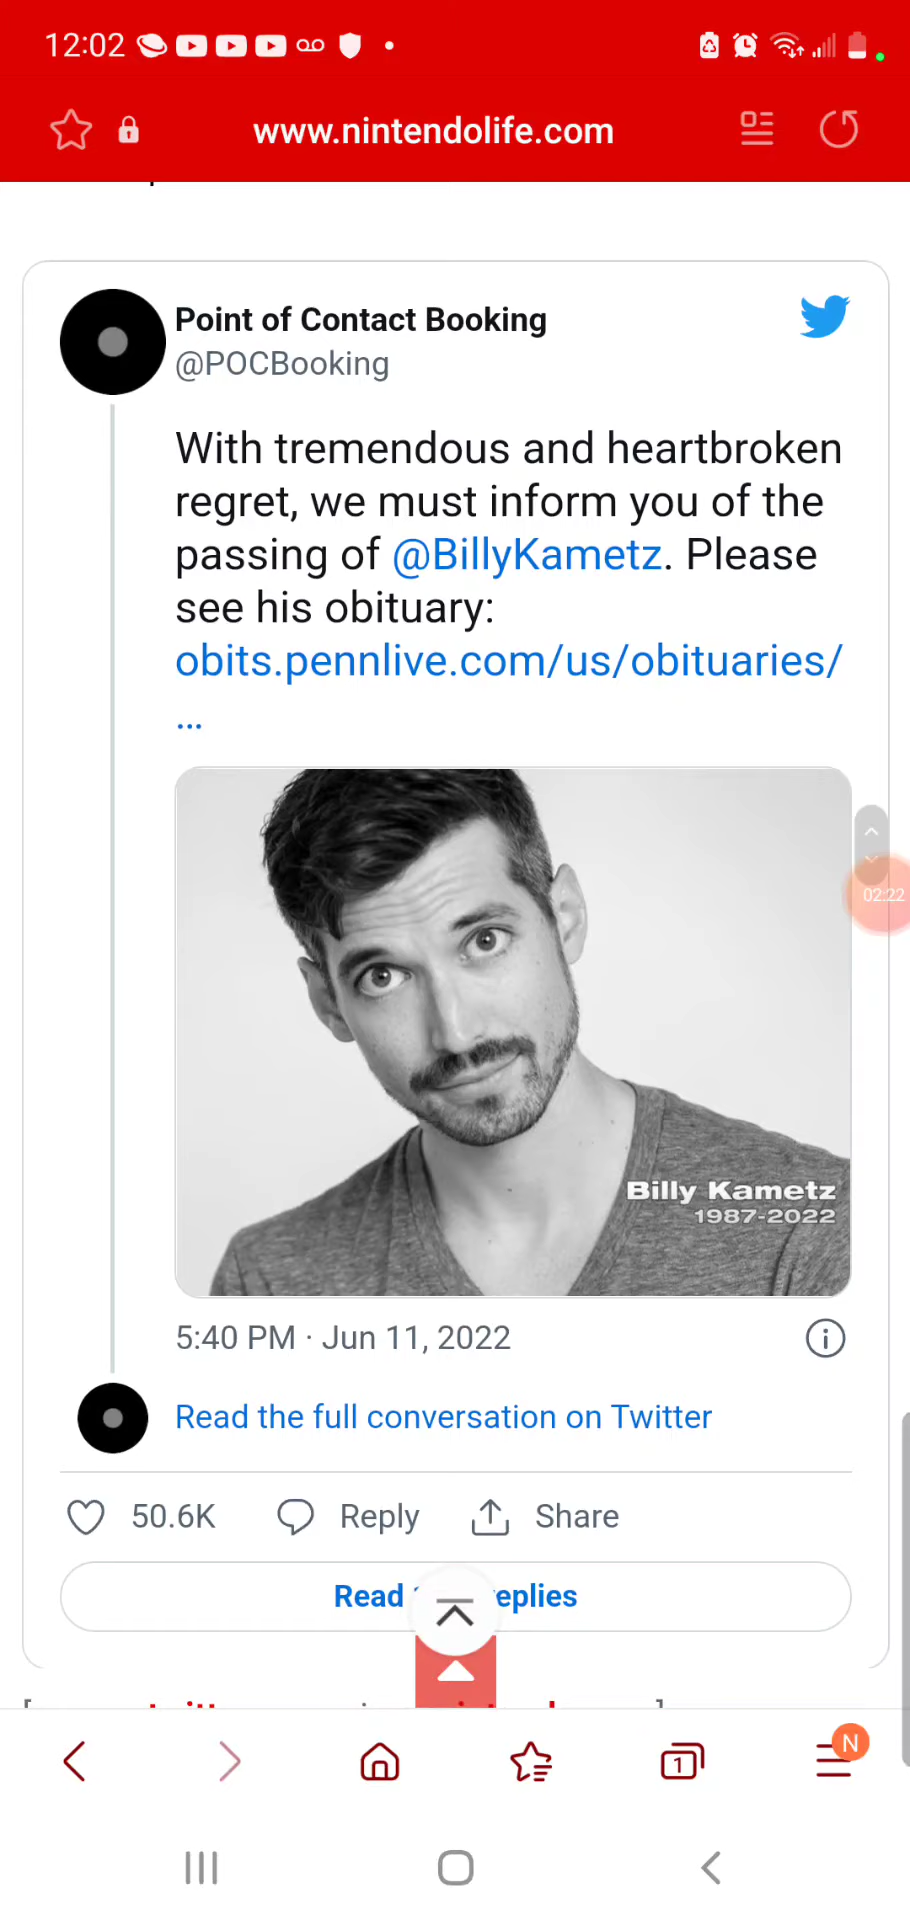 12:02
www.nintendolife.com
Point of Contact Booking
@POCBooking
With tremendous and heartbroken
regret, we must inform you of the
passing of @BillyKametz. Please
see his obituary:
obits.pennlive.com/us/obituaries/
...
02:22
Billy Kametz
1987-2022
5:40 PM · Jun 11, 2022
Read the full conversation on Twitter
50.6K Reply Share
Read
1
N